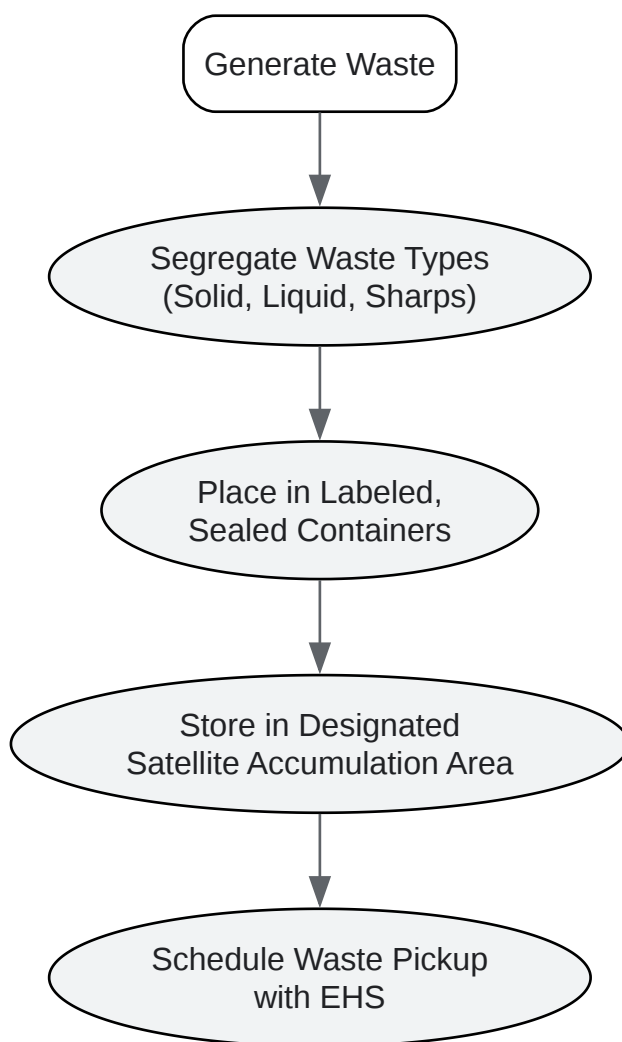 Generate Waste
Segregate Waste Types
(Solid, Liquid, Sharps)
Place in Labeled,
Sealed Containers
Store in Designated
Satellite Accumulation Area
Schedule Waste Pickup
with EHS